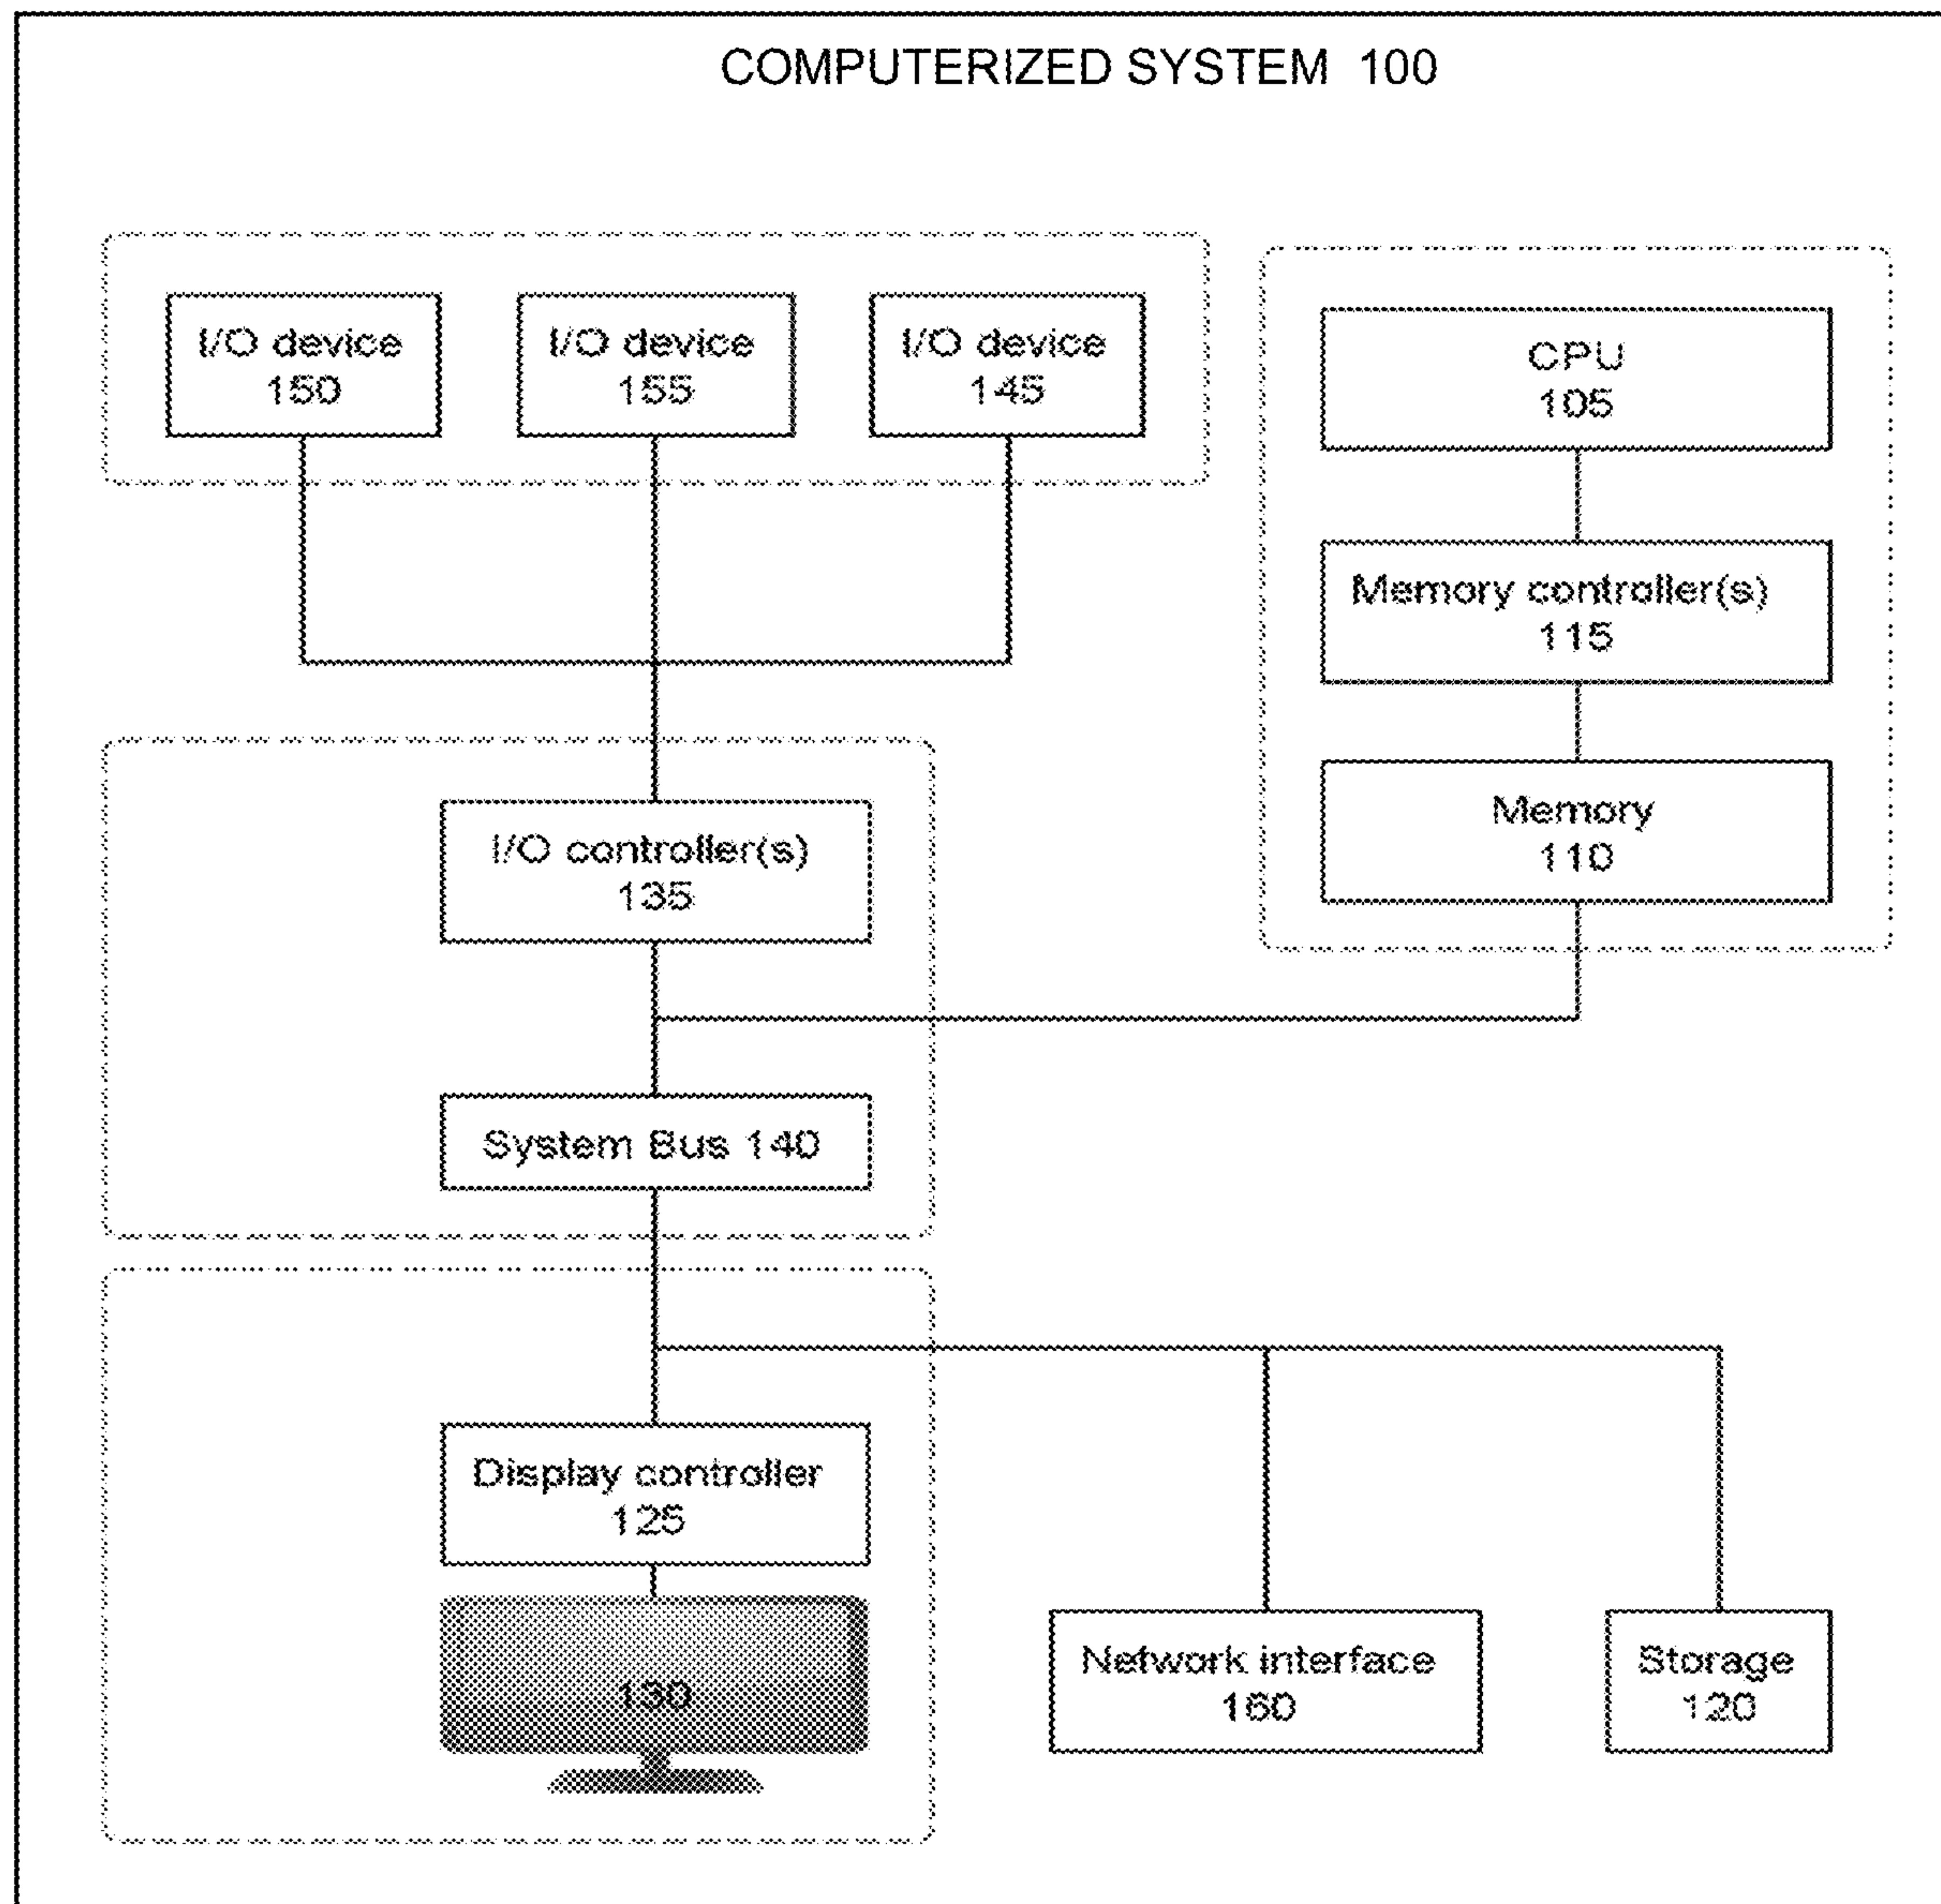 COMPUTERIZED SYSTEM 100
I/O device
150
I/O device
155
I/O device
145
CPU
105
Memory controller(s)
115
Memory
110
I/O controller(s)
135
System Bus 140
Display controller
125
130
Network interface
160
Storage
120